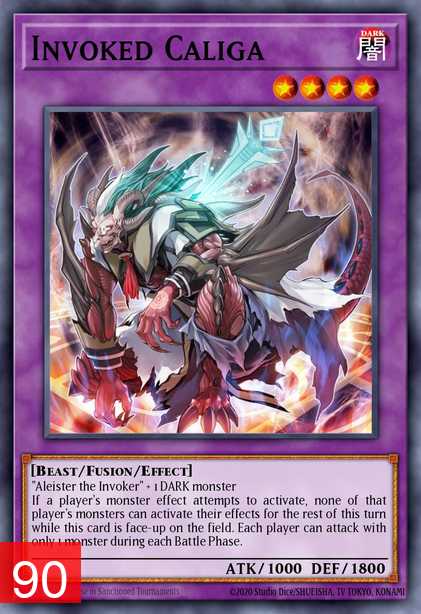 INVOKED CALIGA
DARK
闇
[BEAST/FUSION/EFFECT]
"Aleister the Invoker" + 1 DARK monster
If a player's monster effect attempts to activate, none of that
player's monsters can activate their effects for the rest of this turn
while this card is face-up on the field. Each player can attack with
only 1 monster during each Battle Phase.
ATK/1000 DEF/1800
90
in Sanctioned Tournaments
©2020 Studio Dice/SHUEISHA, TV TOKYO, KONAMI